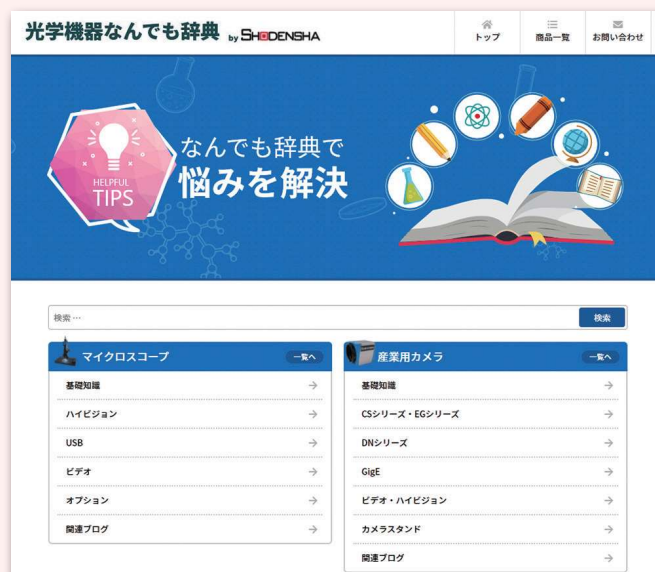 光学機器なんでも辞典 by SHODENSHA
トップ
商品一覧
お問い合わせ
HELPFUL
TIPS
なんでも辞典で
悩みを解決
検索 …
検索
マイクロスコープ
一覧へ
基礎知識
ハイビジョン
USB
ビデオ
オプション
関連ブログ
産業用カメラ
一覧へ
基礎知識
CSシリーズ・EGシリーズ
DNシリーズ
GigE
ビデオ・ハイビジョン
カメラスタンド
関連ブログ